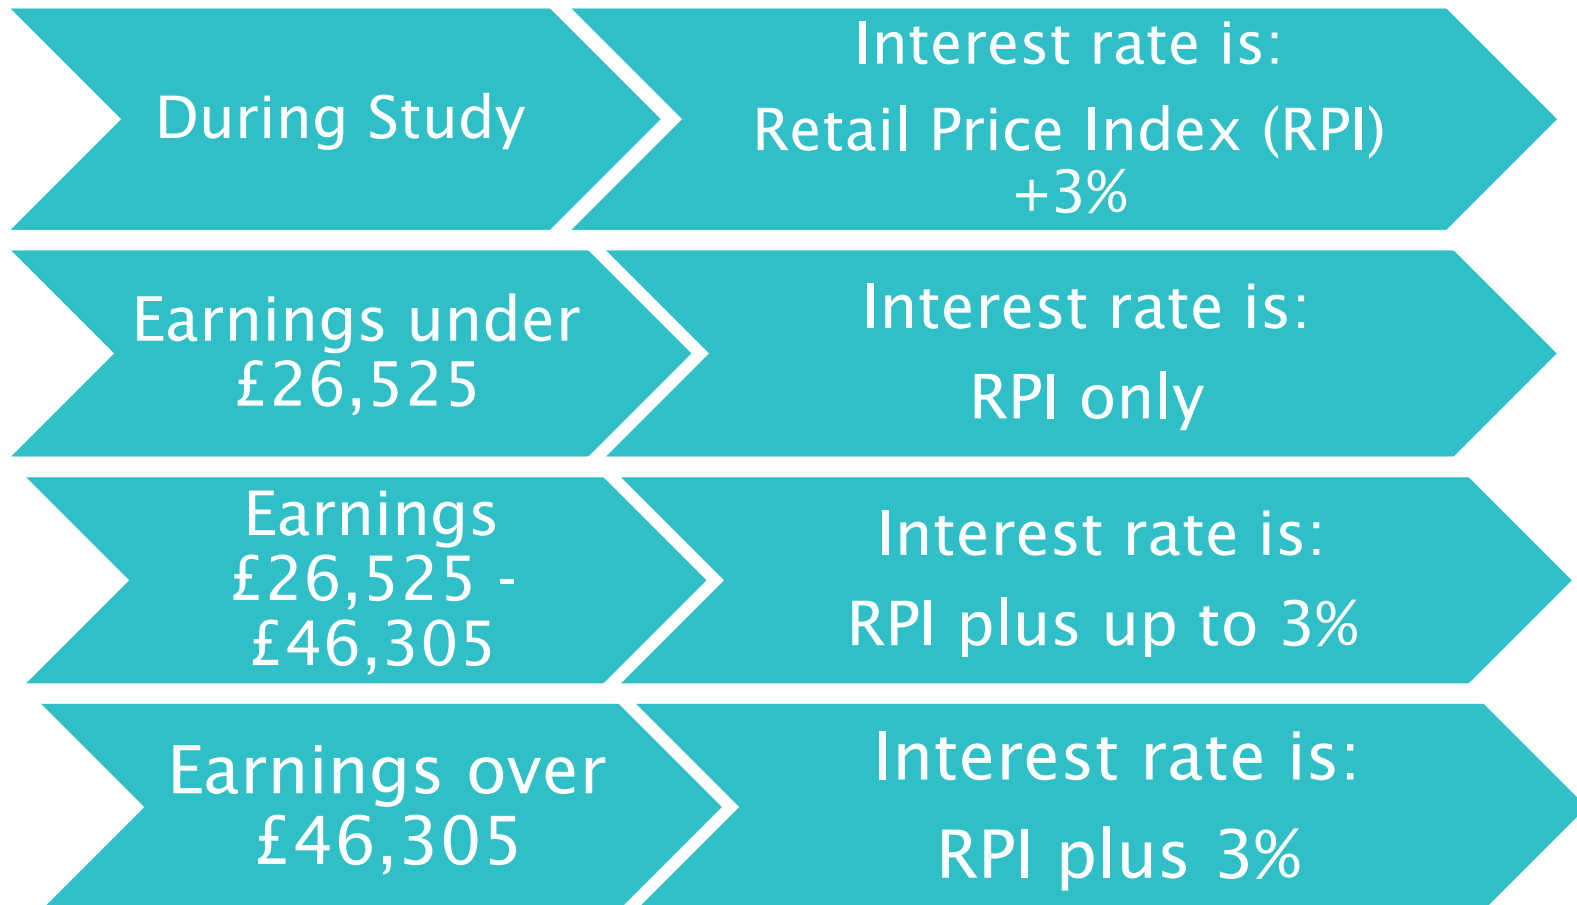 During Study
Interest rate is:
Retail Price Index (RPI)
+3%
Earnings under
£26,525
Interest rate is:
RPI only
Earnings
£26,525 -
£46,305
Interest rate is:
RPI plus up to 3%
Earnings over
£46,305
Interest rate is:
RPI plus 3%